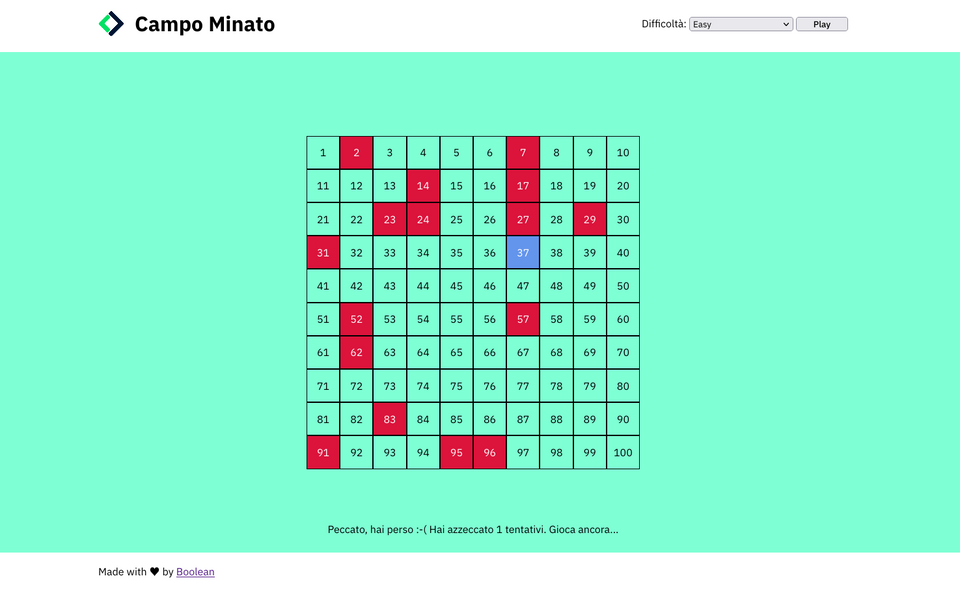 Campo Minato
Difficoltà: Easy Play
1 2 3 4 5 6 7 8 9 10
11 12 13 14 15 16 17 18 19 20
21 22 23 24 25 26 27 28 29 30
31 32 33 34 35 36 37 38 39 40
41 42 43 44 45 46 47 48 49 50
51 52 53 54 55 56 57 58 59 60
61 62 63 64 65 66 67 68 69 70
71 72 73 74 75 76 77 78 79 80
81 82 83 84 85 86 87 88 89 90
91 92 93 94 95 96 97 98 99 100
Peccato, hai perso :-( Hai azzeccato 1 tentativi. Gioca ancora...
Made with ♥ by Boolean